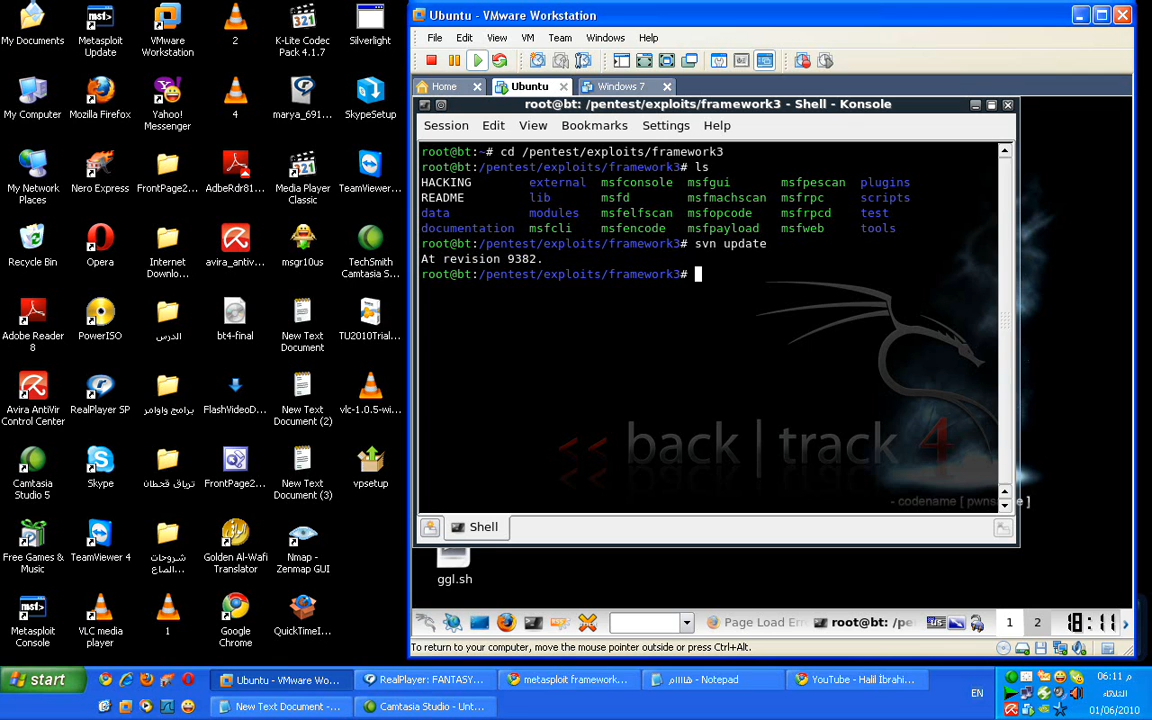 My Documents
Metasploit
Update
VMware
Workstation
2
K-Lite Codec
Pack 4.1.7
Silverlight
My Computer
Mozilla Firefox
Yahoo!
Messenger
4
marya_691...
SkypeSetup
My Network
Places
Nero Express
FrontPage2...
AdbeRdr81...
Media Player
Classic
TeamViewer...
Recycle Bin
Opera
Internet
Downlo...
avira_antiv...
msgr10us
TechSmith
Camtasia S...
Adobe Reader
8
PowerISO
الدرس
bt4-final
New Text
Document
TU2010Trial...
Avira AntiVir
Control Center
RealPlayer SP
برامج واوامر
FlashVideoD...
New Text
Document (2)
vlc-1.0.5-wi...
Camtasia
Studio 5
Skype
ترياق قحطان
FrontPage2...
New Text
Document (3)
vpsetup
Free Games &
Music
TeamViewer 4
شروحات
الصاع...
Golden Al-Wafi
Translator
Nmap -
Zenmap GUI
Metasploit
Console
VLC media
player
1
Google
Chrome
QuickTimeI...
Ubuntu - VMware Workstation
File Edit View VM Team Windows Help
Home Ubuntu Windows 7
root@bt: /pentest/exploits/framework3 - Shell - Konsole
Session Edit View Bookmarks Settings Help
root@bt:~# cd /pentest/exploits/framework3
root@bt:/pentest/exploits/framework3# ls
HACKING external msfconsole msfgui msfpescan plugins
README lib msfd msfmachscan msfrpc scripts
data modules msfelfscan msfopcode msfrpcd test
documentation msfcli msfencode msfpayload msfweb tools
root@bt:/pentest/exploits/framework3# svn update
At revision 9382.
root@bt:/pentest/exploits/framework3#
<< back | track 4
Shell
ggl.sh
Page Load Err
root@bt: /pe
us
1 2
18:11
To return to your computer, move the mouse pointer outside or press Ctrl+Alt.
start
Ubuntu - VMware Wo...
RealPlayer: FANTASY...
metasploit framework...
هااااام - Notepad
YouTube - Halil İbrahi...
New Text Document -...
Camtasia Studio - Unt...
EN
06:11 م
الثلاثاء
01/06/2010